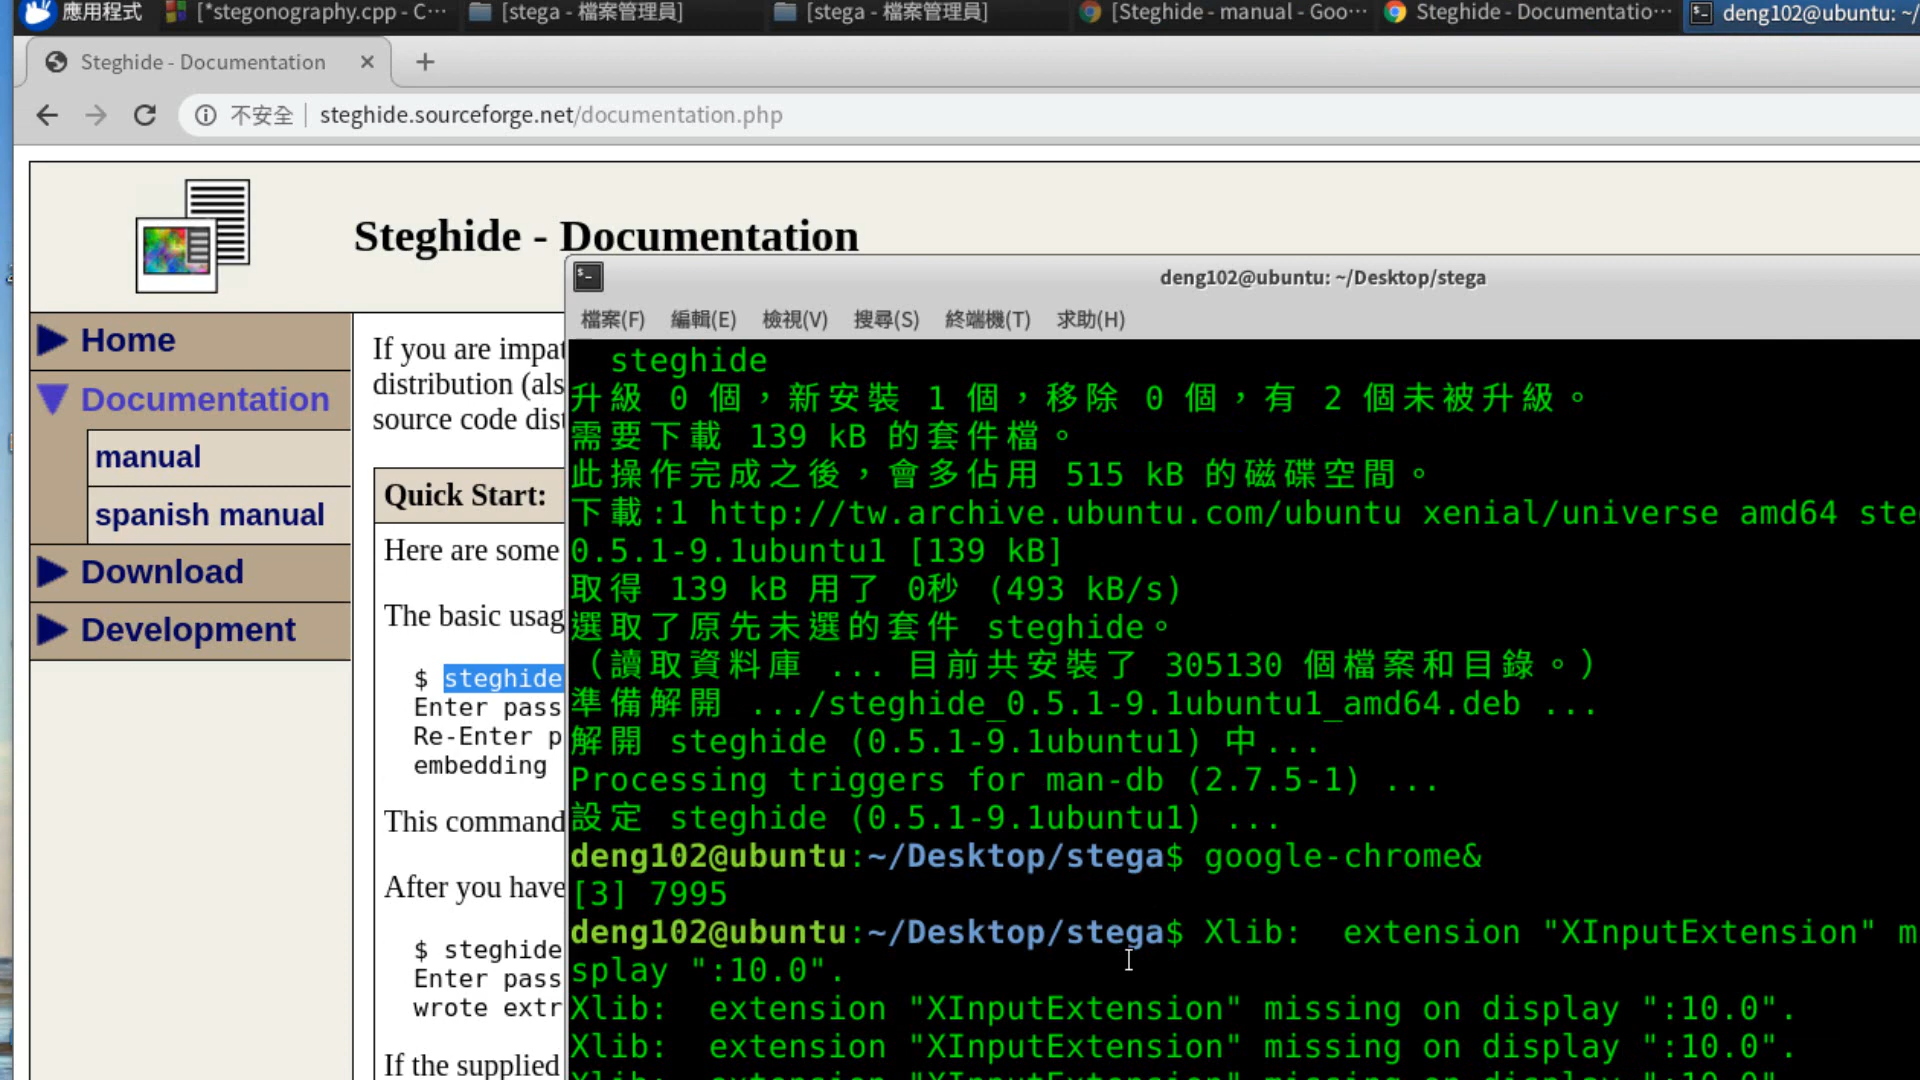 應用程式
[*stegonography.cpp - C…
[stega - 檔案管理員]
[stega - 檔案管理員]
[Steghide - manual - Goo…
Steghide - Documentatio…
deng102@ubuntu: ~/
Steghide - Documentation
不安全
steghide.sourceforge.net/documentation.php
Steghide - Documentation
Home
Documentation
manual
spanish manual
Download
Development
If you are impat
distribution (als
source code dist
Quick Start:
Here are some
The basic usag
$ steghide
Enter pass
Re-Enter p
embedding
This command
After you have
$ steghide
Enter pass
wrote extr
If the supplied
deng102@ubuntu: ~/Desktop/stega
檔案(F) 編輯(E) 檢視(V) 搜尋(S) 終端機(T) 求助(H)
steghide
升級 0 個，新安裝 1 個，移除 0 個，有 2 個未被升級。
需要下載 139 kB 的套件檔。
此操作完成之後，會多佔用 515 kB 的磁碟空間。
下載:1 http://tw.archive.ubuntu.com/ubuntu xenial/universe amd64 ste
0.5.1-9.1ubuntu1 [139 kB]
取得 139 kB 用了 0秒 (493 kB/s)
選取了原先未選的套件 steghide。
（讀取資料庫 ... 目前共安裝了 305130 個檔案和目錄。）
準備解開 .../steghide_0.5.1-9.1ubuntu1_amd64.deb ...
解開 steghide (0.5.1-9.1ubuntu1) 中...
Processing triggers for man-db (2.7.5-1) ...
設定 steghide (0.5.1-9.1ubuntu1) ...
deng102@ubuntu:~/Desktop/stega$ google-chrome&
[3] 7995
deng102@ubuntu:~/Desktop/stega$ Xlib:  extension "XInputExtension" m
splay ":10.0".
Xlib:  extension "XInputExtension" missing on display ":10.0".
Xlib:  extension "XInputExtension" missing on display ":10.0".
Xlib:  extension "XInputExtension" missing on display ":10.0".